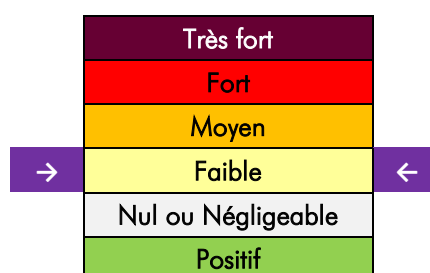 Très fort
Fort
Moyen
→ Faible ←
Nul ou Négligeable
Positif